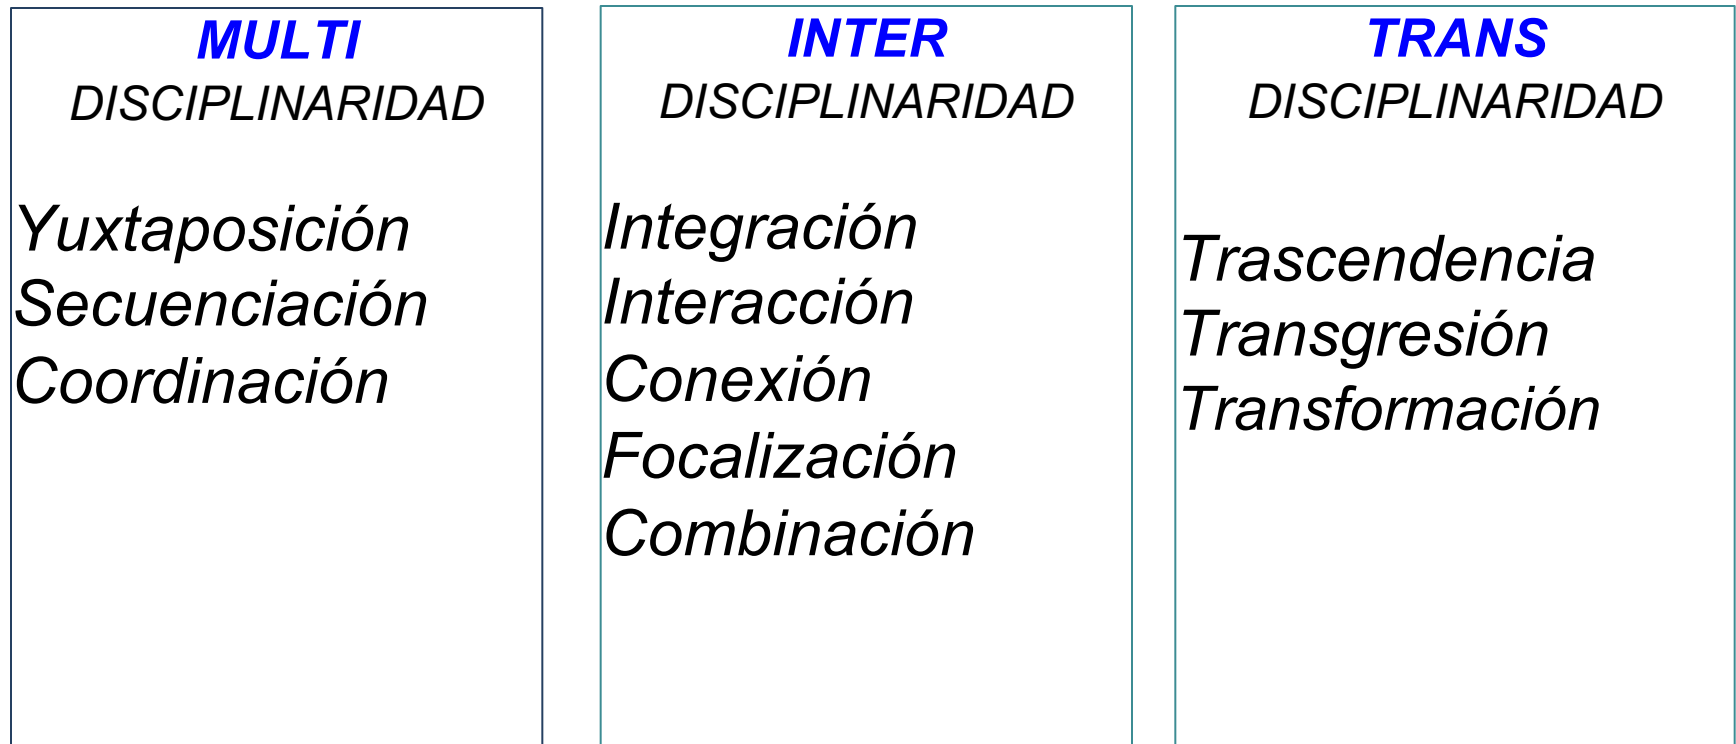 MULTI
DISCIPLINARIDAD
Yuxtaposición
Secuenciación
Coordinación
INTER
DISCIPLINARIDAD
Integración
Interacción
Conexión
Focalización
Combinación
TRANS
DISCIPLINARIDAD
Trascendencia
Transgresión
Transformación